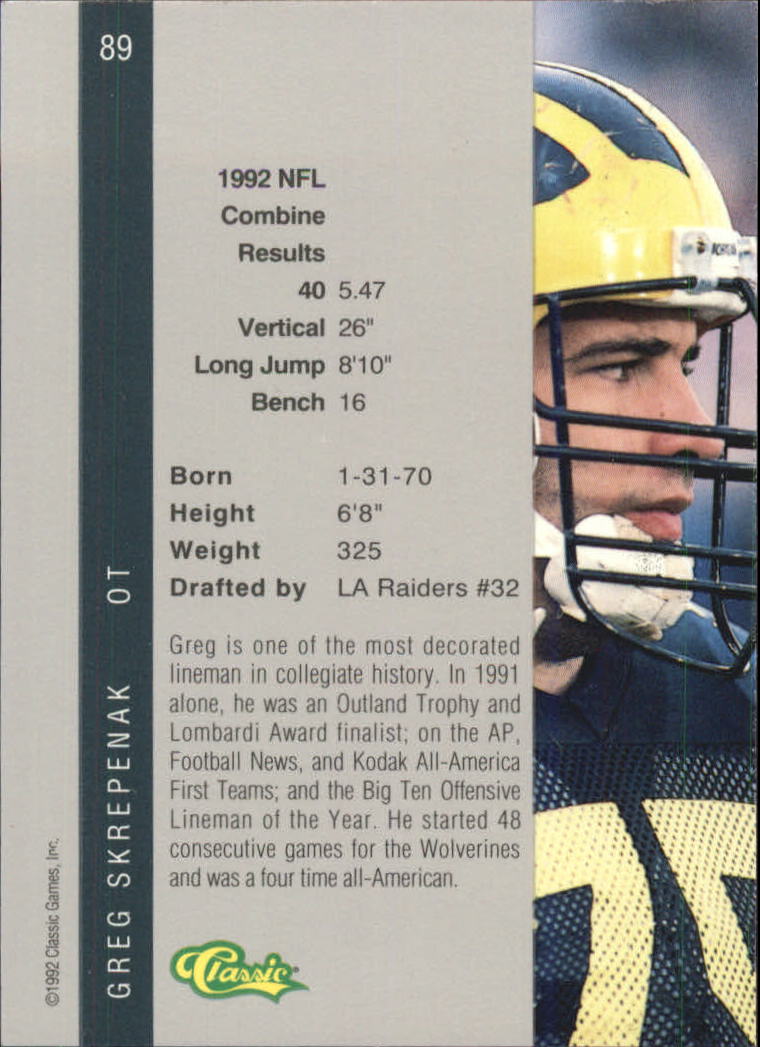 89
1992 NFL
Combine
Results
40 5.47
Vertical 26"
Long Jump 8'10"
Bench 16
Born 1-31-70
Height 6'8"
Weight 325
Drafted by LA Raiders #32
Greg is one of the most decorated
lineman in collegiate history. In 1991
alone, he was an Outland Trophy and
Lombardi Award finalist; on the AP,
Football News, and Kodak All-America
First Teams; and the Big Ten Offensive
Lineman of the Year. He started 48
consecutive games for the Wolverines
and was a four time all-American.
Classic
GREG SKREPENAK OT
©1992 Classic Games, Inc.